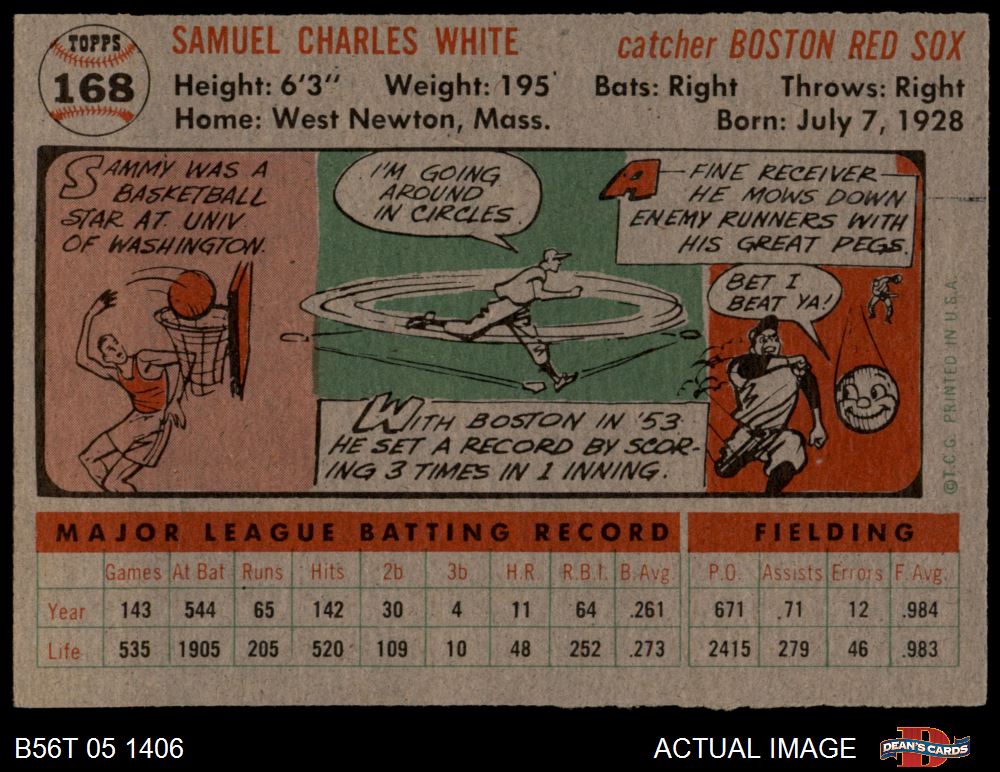 TOPPS
168
SAMUEL CHARLES WHITE
catcher BOSTON RED SOX
Height: 6'3" Weight: 195 Bats: Right Throws: Right
Home: West Newton, Mass. Born: July 7, 1928
SAMMY WAS A
BASKETBALL
STAR AT UNIV
OF WASHINGTON.
I'M GOING
AROUND
IN CIRCLES.
WITH BOSTON IN '53
HE SET A RECORD BY SCOR-
ING 3 TIMES IN 1 INNING.
A FINE RECEIVER
HE MOWS DOWN
ENEMY RUNNERS WITH
HIS GREAT PEGS.
BET I
BEAT YA!
©T.C.G. PRINTED IN U.S.A.
MAJOR LEAGUE BATTING RECORD FIELDING
Games At Bat Runs Hits 2b 3b H.R. R.B.I. B.Avg. P.O. Assists Errors F. Avg.
Year 143 544 65 142 30 4 11 64 .261 671 71 12 .984
Life 535 1905 205 520 109 10 48 252 .273 2415 279 46 .983
B56T 05 1406 ACTUAL IMAGE D DEAN'S CARDS